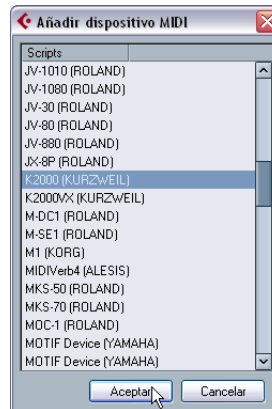 Añadir dispositivo MIDI
Scripts
JV-1010 (ROLAND)
JV-1080 (ROLAND)
JV-30 (ROLAND)
JV-80 (ROLAND)
JV-880 (ROLAND)
JX-8P (ROLAND)
K2000 (KURZWEIL)
K2000VX (KURZWEIL)
M-DC1 (ROLAND)
M-SE1 (ROLAND)
M1 (KORG)
MIDIVerb4 (ALESIS)
MKS-50 (ROLAND)
MKS-70 (ROLAND)
MOC-1 (ROLAND)
MOTIF Device (YAMAHA)
MOTIF Device (YAMAHA)
Aceptar Cancelar